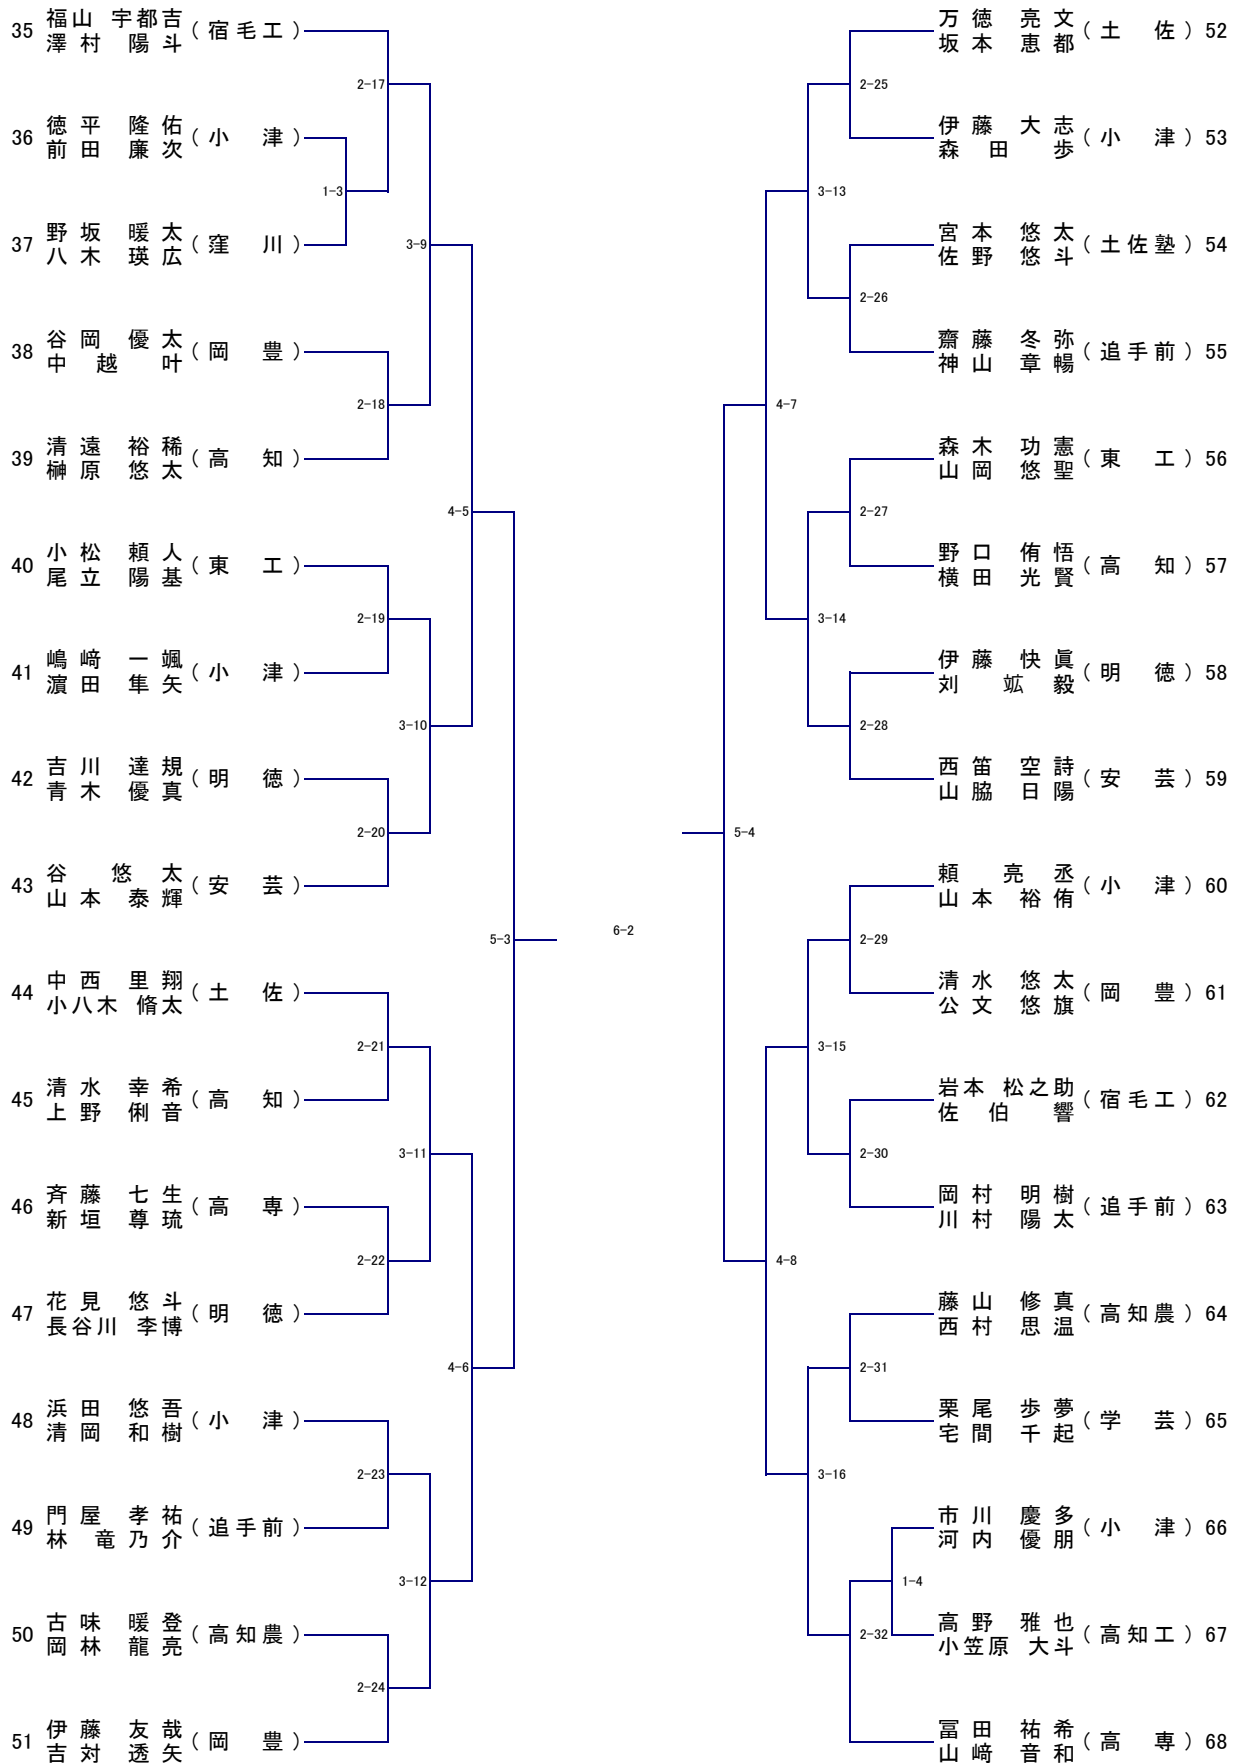 35 福山 宇都吉 (宿毛工)
澤村 陽斗
2-17
36 徳平 隆佑 (小津)
前田 廉次
1-3
37 野坂 暖太 (窪川)
八木 瑛広
3-9
38 谷岡 優太 (岡豊)
中越 叶
2-18
39 清遠 裕稀 (高知)
榊原 悠太
4-5
40 小松 頼人 (東工)
尾立 陽基
2-19
41 嶋﨑 一颯 (小津)
濵田 隼矢
3-10
42 吉川 達規 (明徳)
青木 優真
2-20
43 谷 悠太 (安芸)
山本 泰輝
5-3
6-2
44 中西 里翔 (土佐)
小八木 脩太
2-21
45 清水 幸希 (高知)
上野 俐音
3-11
46 斉藤 七生 (高専)
新垣 尊琉
2-22
47 花見 悠斗 (明徳)
長谷川 李博
4-6
48 浜田 悠吾 (小津)
清岡 和樹
2-23
49 門屋 孝祐 (追手前)
林 竜乃介
3-12
50 古味 暖登 (高知農)
岡林 龍亮
2-24
51 伊藤 友哉 (岡豊)
吉対 透矢
万徳 亮文 (土佐) 52
坂本 恵都
2-25
伊藤 大志 (小津) 53
森田 歩
3-13
宮本 悠太 (土佐塾) 54
佐野 悠斗
2-26
齋藤 冬弥 (追手前) 55
神山 章暢
4-7
森木 功憲 (東工) 56
山岡 悠聖
2-27
野口 侑悟 (高知) 57
横田 光賢
3-14
伊藤 快眞 (明徳) 58
刘 竑毅
2-28
西笛 空詩 (安芸) 59
山脇 日陽
5-4
頼 亮丞 (小津) 60
山本 裕侑
2-29
清水 悠太 (岡豊) 61
公文 悠旗
3-15
岩本 松之助 (宿毛工) 62
佐伯 響
2-30
岡村 明樹 (追手前) 63
川村 陽太
4-8
藤山 修真 (高知農) 64
西村 思温
2-31
栗尾 歩夢 (学芸) 65
宅間 千起
3-16
市川 慶多 (小津) 66
河内 優朋
1-4
高野 雅也 (高知工) 67
小笠原 大斗
2-32
冨田 祐希 (高専) 68
山﨑 音和